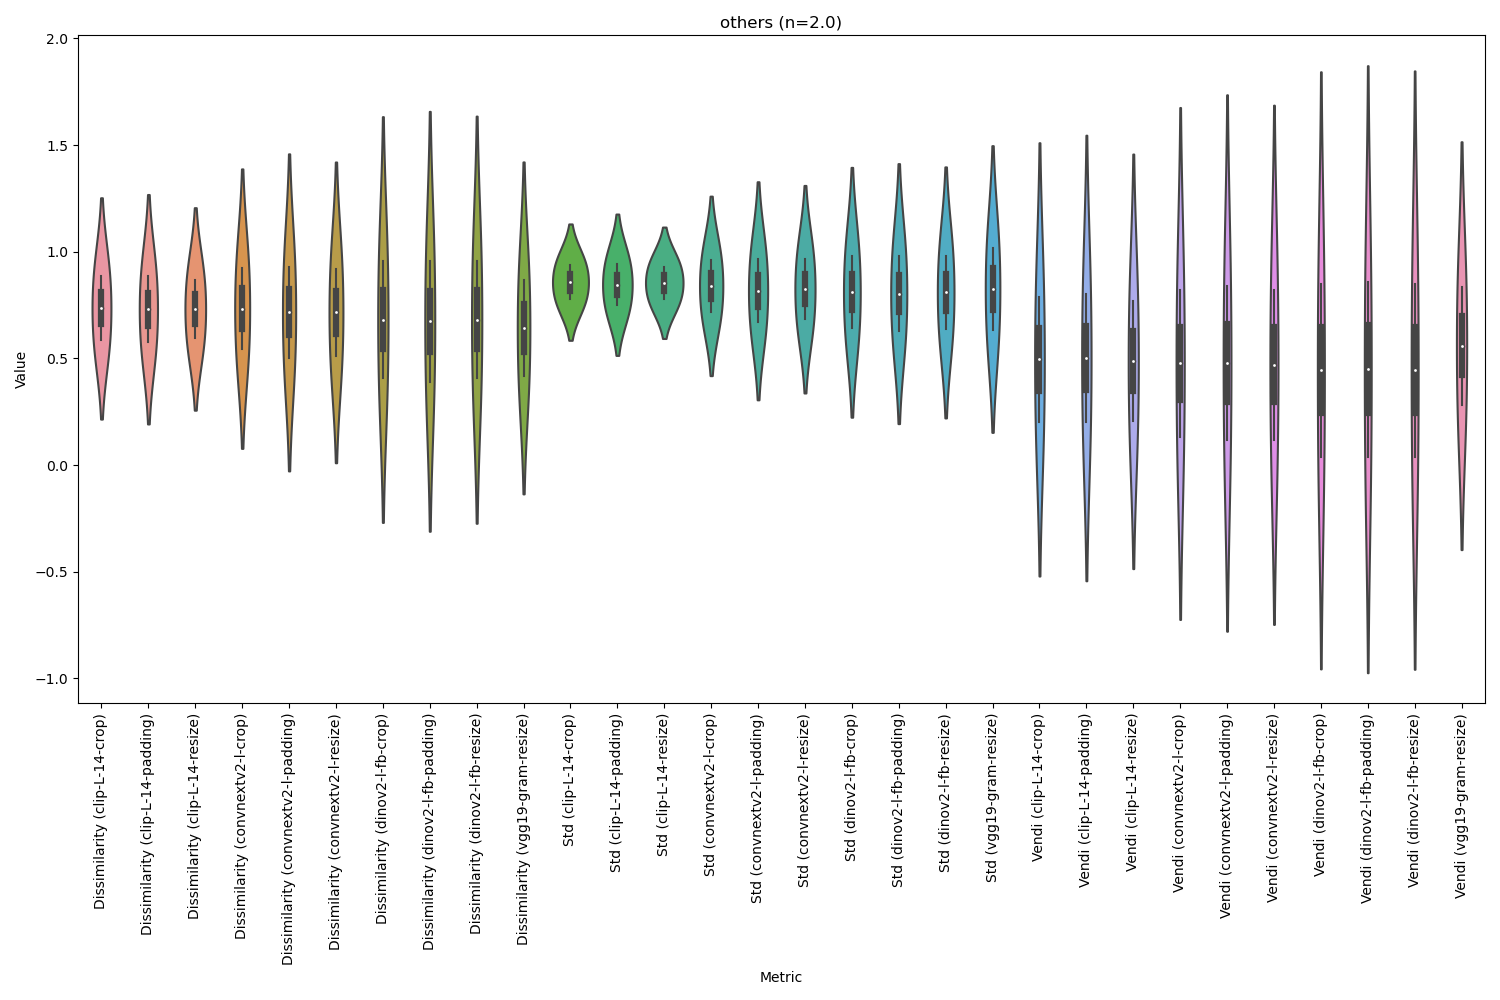 others (n=2.0)
2.0
1.5
1.0
0.5
0.0
−0.5
−1.0
Value
Dissimilarity (clip-L-14-crop)
Dissimilarity (clip-L-14-padding)
Dissimilarity (clip-L-14-resize)
Dissimilarity (convnextv2-l-crop)
Dissimilarity (convnextv2-l-padding)
Dissimilarity (convnextv2-l-resize)
Dissimilarity (dinov2-l-fb-crop)
Dissimilarity (dinov2-l-fb-padding)
Dissimilarity (dinov2-l-fb-resize)
Dissimilarity (vgg19-gram-resize)
Std (clip-L-14-crop)
Std (clip-L-14-padding)
Std (clip-L-14-resize)
Std (convnextv2-l-crop)
Std (convnextv2-l-padding)
Std (convnextv2-l-resize)
Std (dinov2-l-fb-crop)
Std (dinov2-l-fb-padding)
Std (dinov2-l-fb-resize)
Std (vgg19-gram-resize)
Vendi (clip-L-14-crop)
Vendi (clip-L-14-padding)
Vendi (clip-L-14-resize)
Vendi (convnextv2-l-crop)
Vendi (convnextv2-l-padding)
Vendi (convnextv2-l-resize)
Vendi (dinov2-l-fb-crop)
Vendi (dinov2-l-fb-padding)
Vendi (dinov2-l-fb-resize)
Vendi (vgg19-gram-resize)
Metric